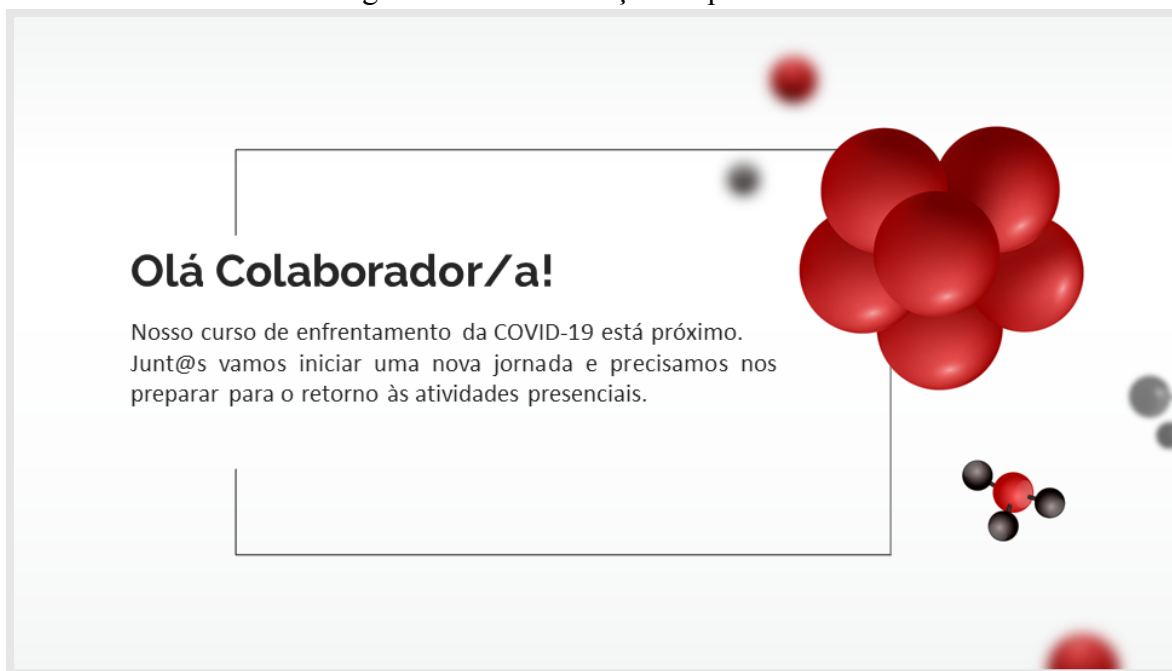 Olá Colaborador/a!
Nosso curso de enfrentamento da COVID-19 está próximo.
Junt@s vamos iniciar uma nova jornada e precisamos nos
preparar para o retorno às atividades presenciais.